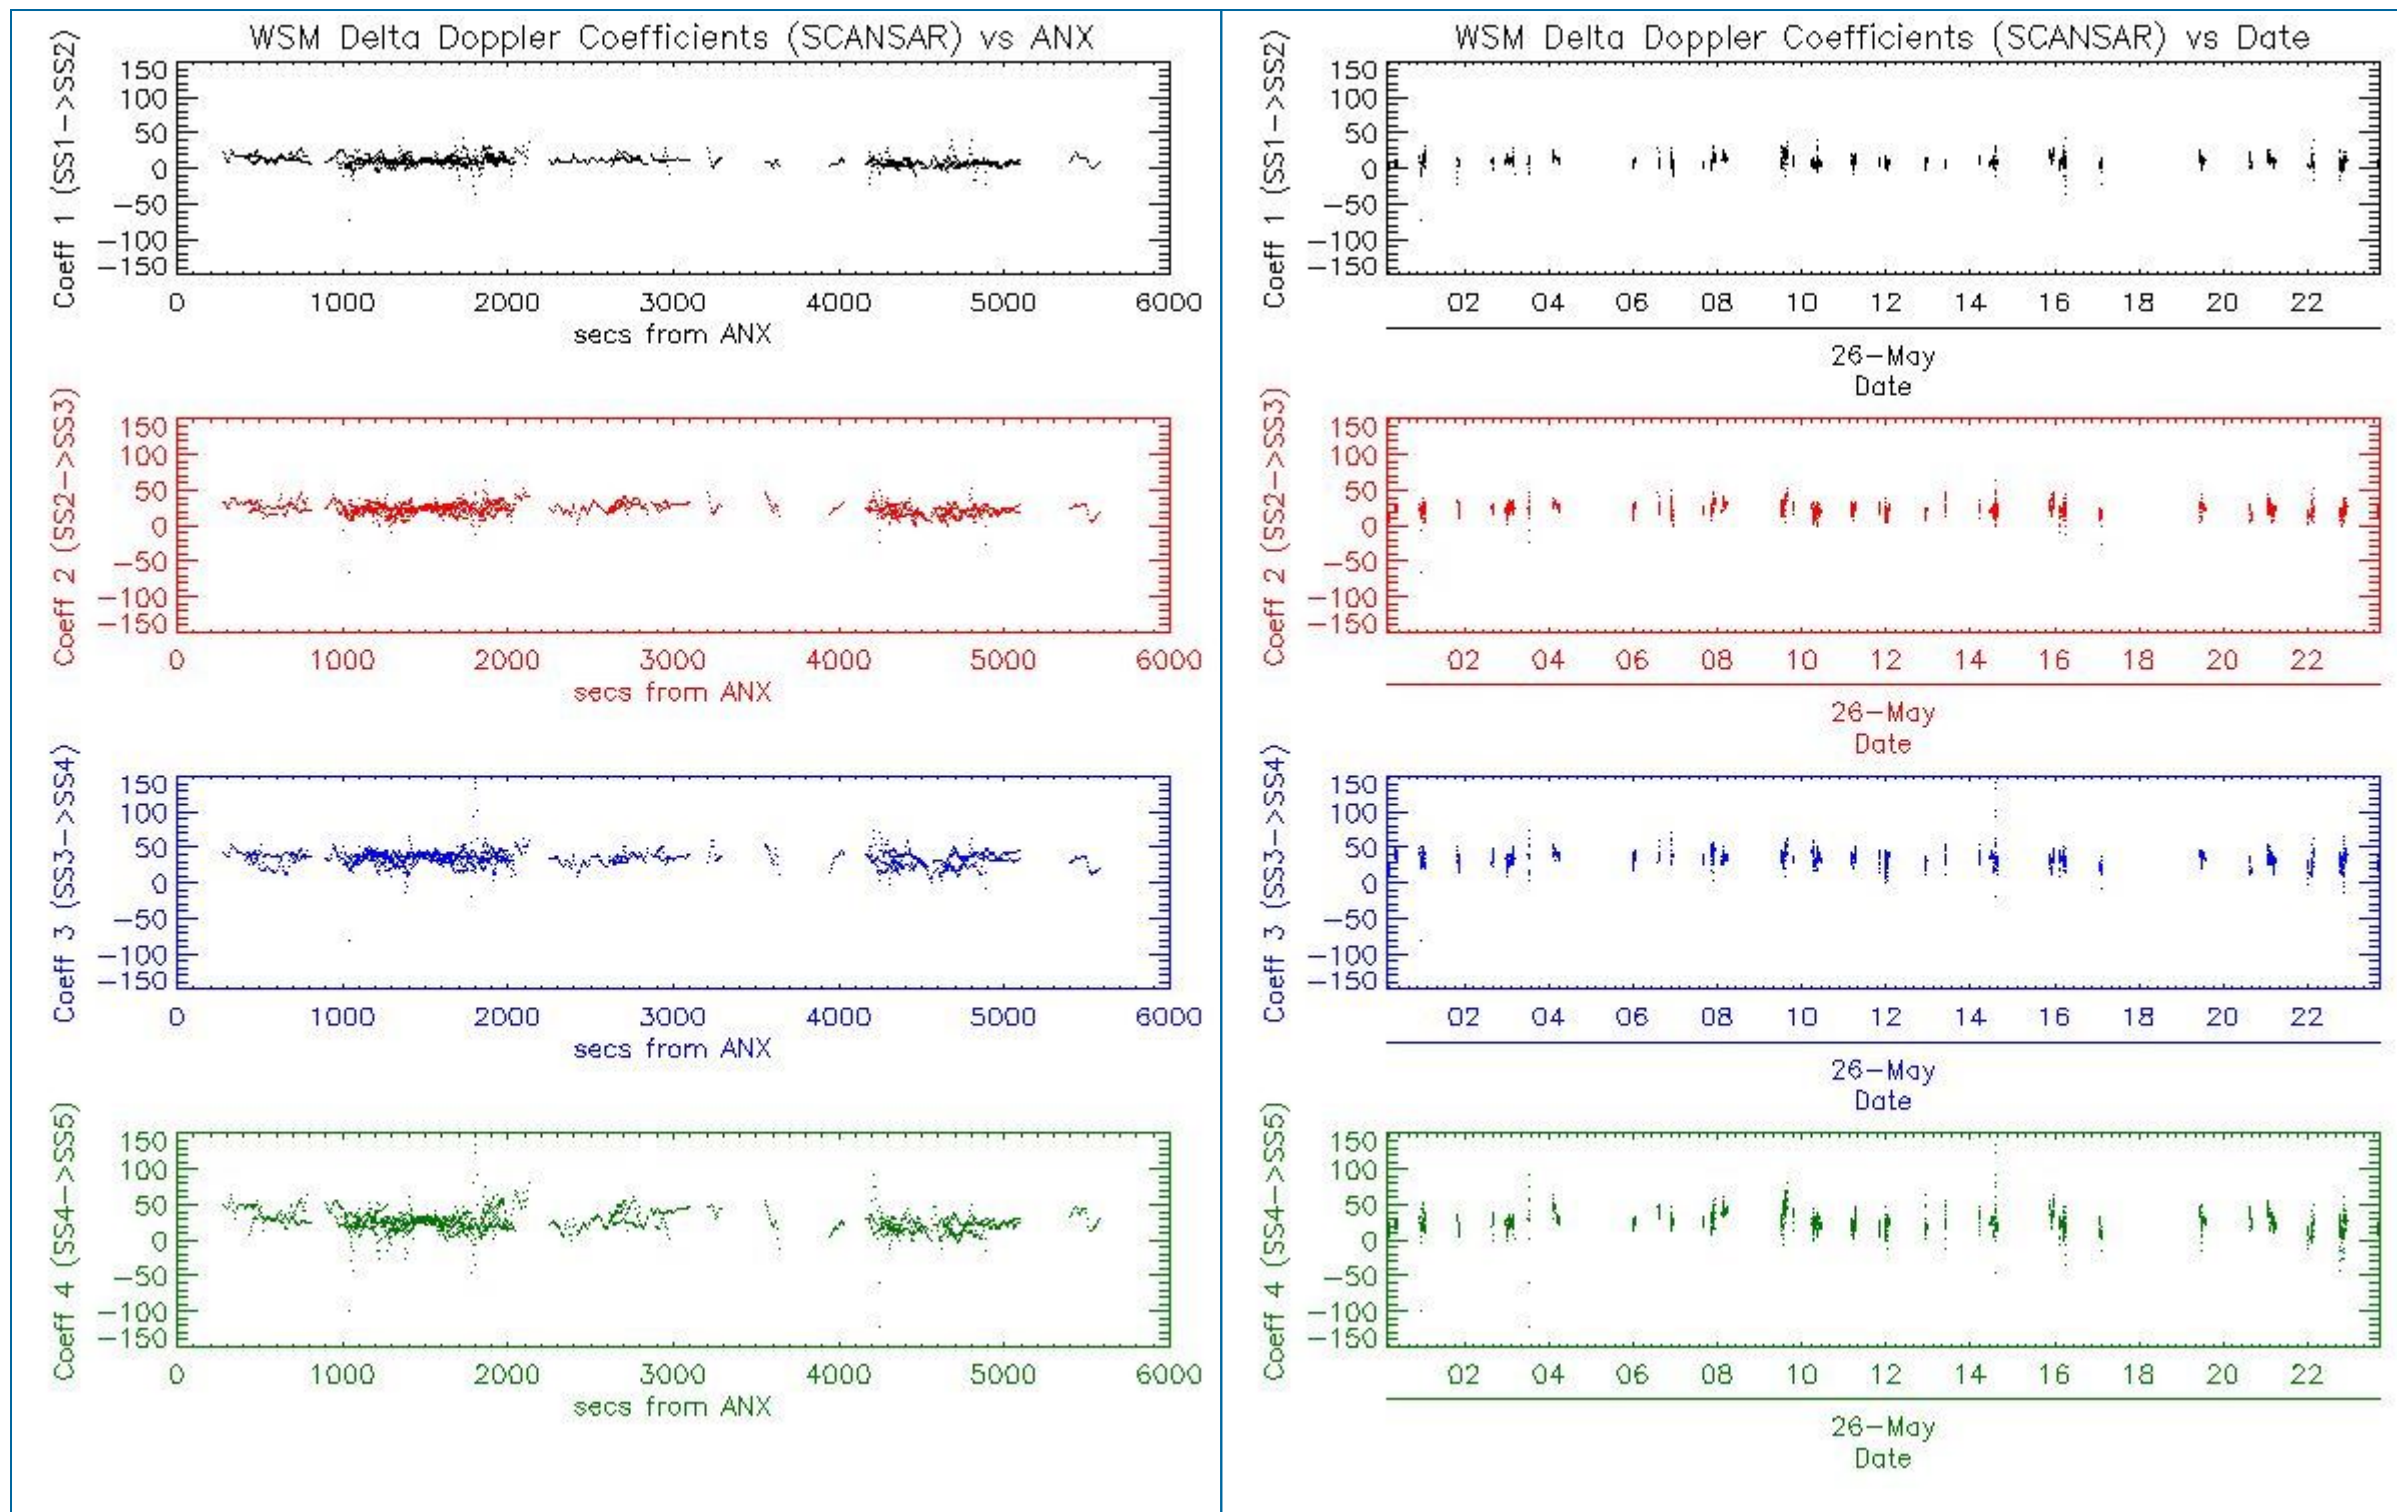 WSM Delta Doppler Coefficients (SCANSAR) vs ANX
Coeff 1 (SS1->SS2)
150
100
50
0
-50
-100
-150
0 1000 2000 3000 4000 5000 6000
secs from ANX
Coeff 2 (SS2->SS3)
150
100
50
0
-50
-100
-150
0 1000 2000 3000 4000 5000 6000
secs from ANX
Coeff 3 (SS3->SS4)
150
100
50
0
-50
-100
-150
0 1000 2000 3000 4000 5000 6000
secs from ANX
Coeff 4 (SS4->SS5)
150
100
50
0
-50
-100
-150
0 1000 2000 3000 4000 5000 6000
secs from ANX
WSM Delta Doppler Coefficients (SCANSAR) vs Date
Coeff 1 (SS1->SS2)
150
100
50
0
-50
-100
-150
02 04 06 08 10 12 14 16 18 20 22
26-May
Date
Coeff 2 (SS2->SS3)
150
100
50
0
-50
-100
-150
02 04 06 08 10 12 14 16 18 20 22
26-May
Date
Coeff 3 (SS3->SS4)
150
100
50
0
-50
-100
-150
02 04 06 08 10 12 14 16 18 20 22
26-May
Date
Coeff 4 (SS4->SS5)
150
100
50
0
-50
-100
-150
02 04 06 08 10 12 14 16 18 20 22
26-May
Date